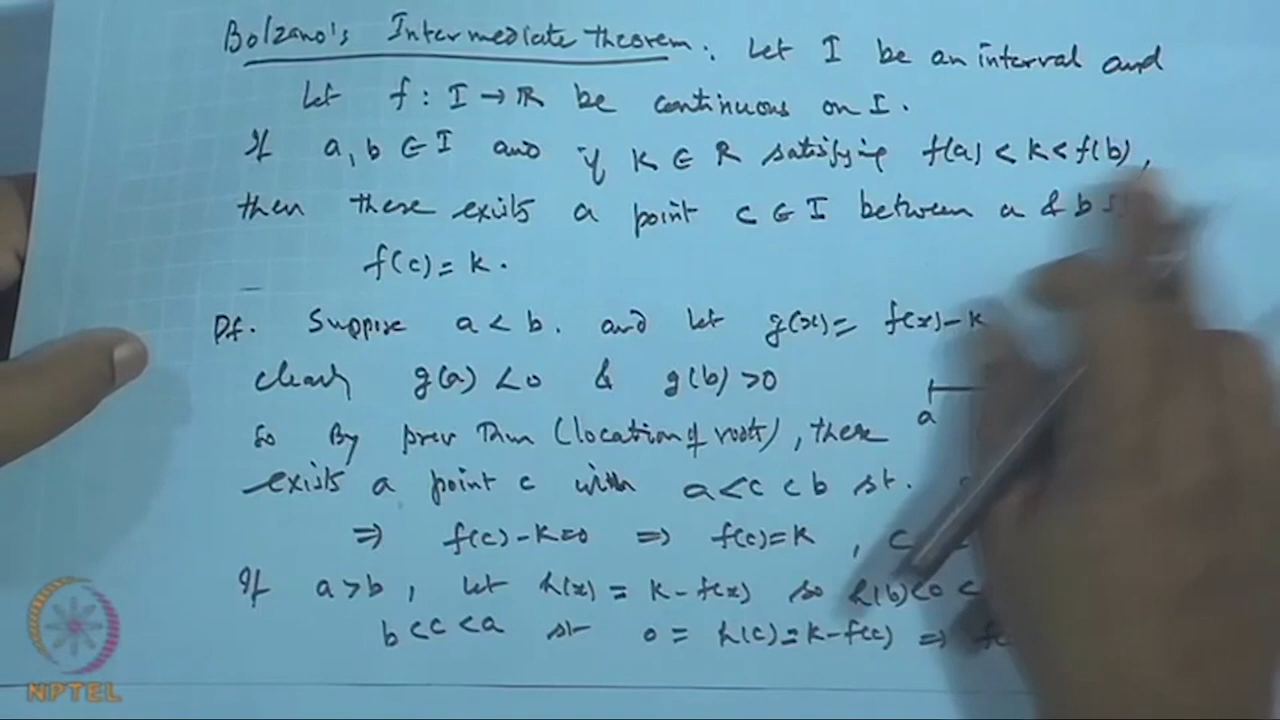 Bolzano's Intermediate theorem: Let I be an interval and
Let f: I → R be continuous on I.
If a, b ∈ I and if K ∈ R satisfying f(a) < k < f(b),
then there exists a point c ∈ I between a & b
f(c) = k.
Pf. Suppose a < b. and let g(x) = f(x) - k
clearly g(a) < 0 & g(b) > 0
a
So By prev Thm (location of roots), there
exists a point c with a < c < b st.
⇒ f(c) - k = 0 ⇒ f(c) = k, c
If a > b, let h(x) = k - f(x) so h(b) < 0 <
b < c < a st 0 = h(c) = k - f(c) ⇒
NPTEL